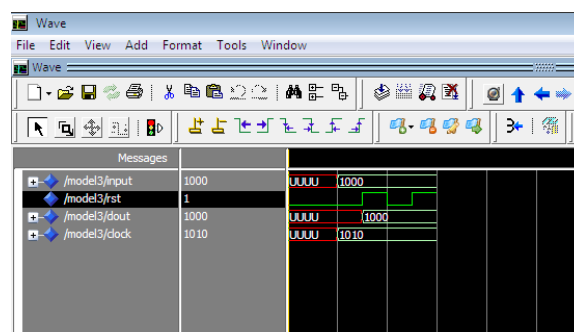 Wave
File Edit View Add Format Tools Window
Wave
Messages
/model3/input 1000 UUUU 1000
/model3/rst 1
/model3/dout 1000 UUUU 1000
/model3/clock 1010 UUUU 1010